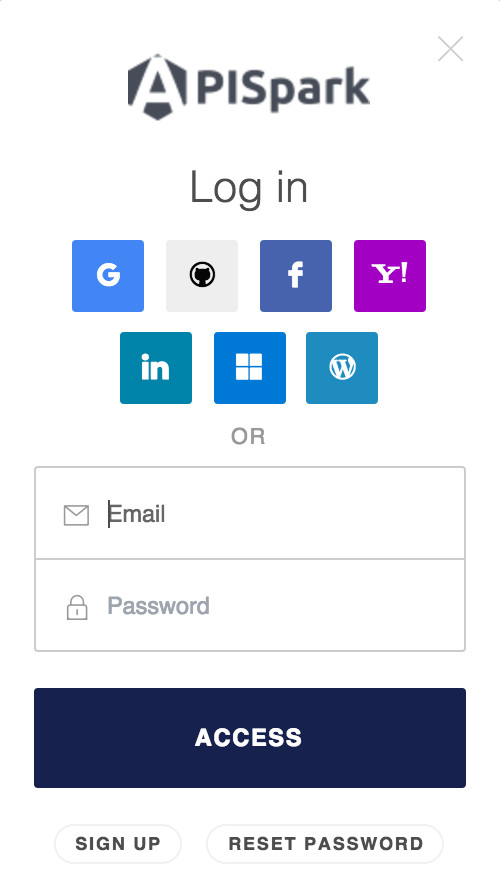 APISpark
Log in
G f Y!
in W
OR
Email
Password
ACCESS
SIGN UP RESET PASSWORD